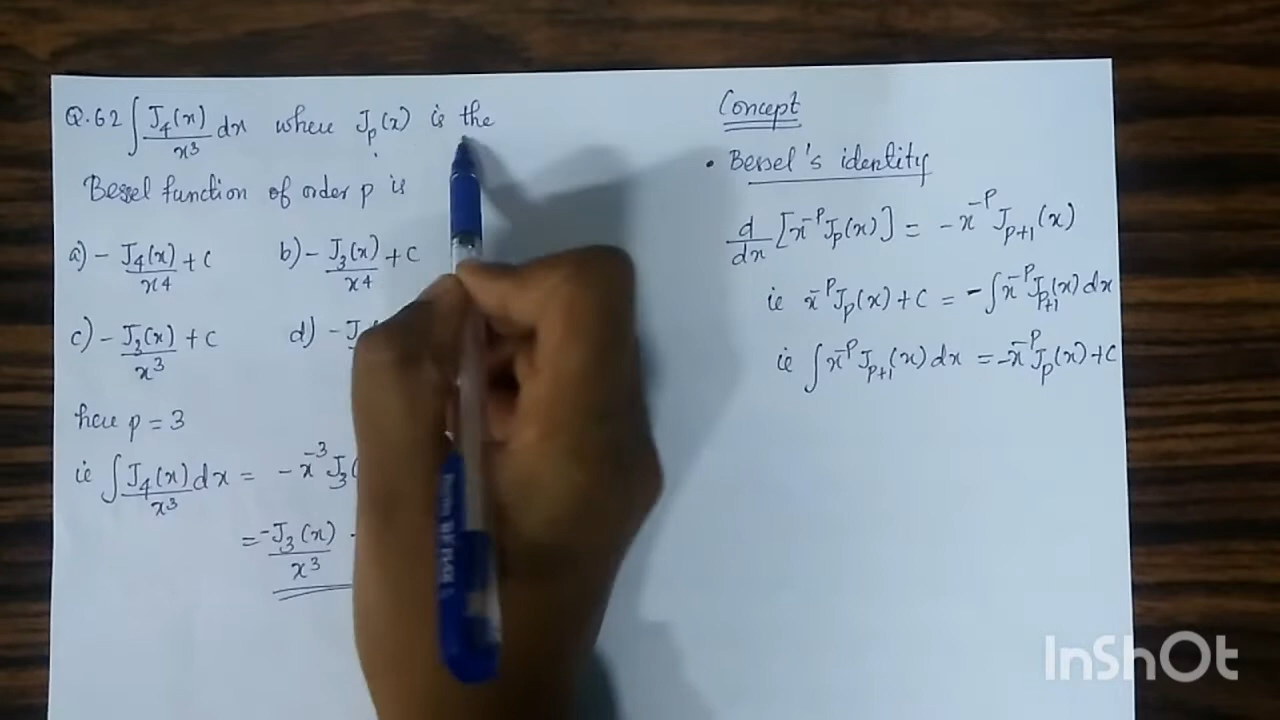 Q.62 ∫ J₄(x)/x³ dx where Jₚ(x) is the
Bessel function of order p is
a) - J₄(x)/x⁴ + C b) - J₃(x)/x⁴ + C
c) - J₃(x)/x³ + C d) - J
here p = 3
ie ∫ J₄(x)/x³ dx = - x⁻³ J₃(
= -J₃(x)/x³
Concept
• Bessel's identity
d/dx [x⁻ᵖ Jₚ(x)] = - x⁻ᵖ Jₚ₊₁(x)
ie x⁻ᵖ Jₚ(x) + C = - ∫ x⁻ᵖ Jₚ₊₁(x) dx
ie ∫ x⁻ᵖ Jₚ₊₁(x) dx = - x⁻ᵖ Jₚ(x) + C
InShOt